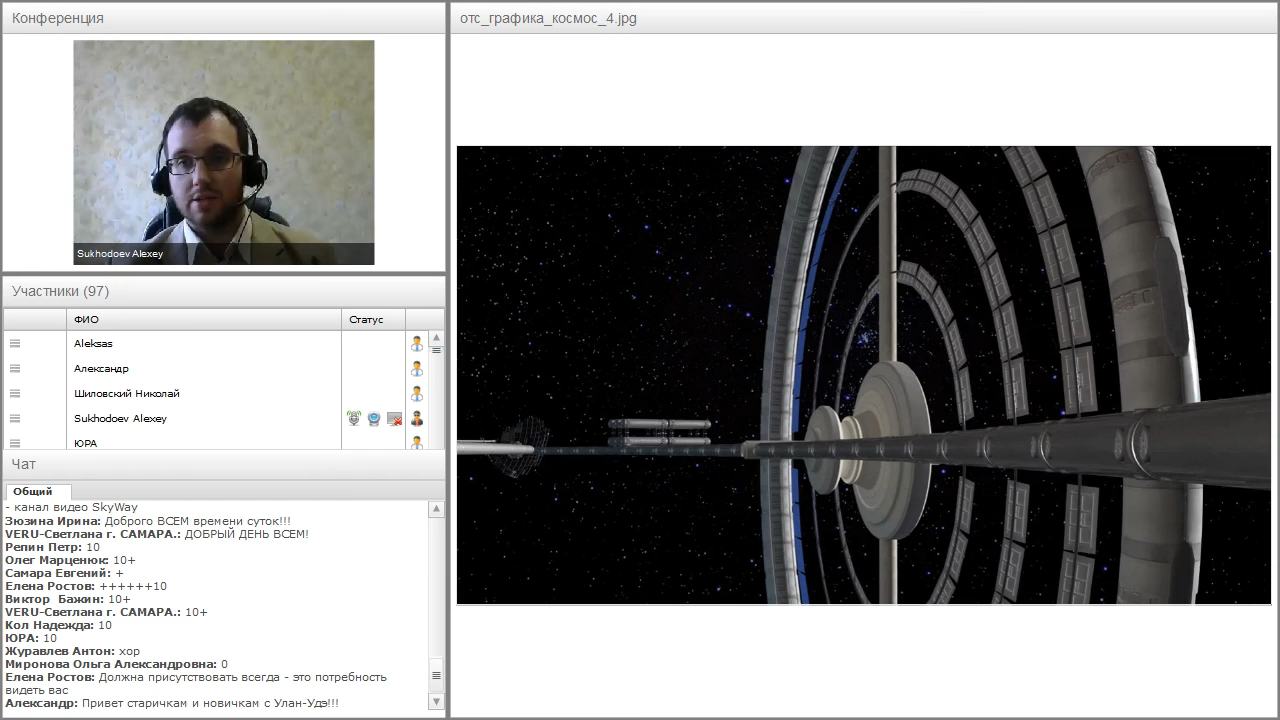 Конференция
Sukhodoev Alexey
Участники (97)
ФИО
Статус
Aleksas
Александр
Шиловский Николай
Sukhodoev Alexey
ЮРА
Чат
Общий
- канал видео SkyWay
Зюзина Ирина: Доброго ВСЕМ времени суток!!!
VERU-Светлана г. САМАРА.: ДОБРЫЙ ДЕНЬ ВСЕМ!
Репин Петр: 10
Олег Марценюк: 10+
Самара Евгений: +
Елена Ростов: ++++++10
Виктор  Бажин: 10+
VERU-Светлана г. САМАРА.: 10+
Кол Надежда: 10
ЮРА: 10
Журавлев Антон: хор
Миронова Ольга Александровна: 0
Елена Ростов: Должна присутствовать всегда - это потребность
видеть вас
Александр: Привет старичкам и новичкам с Улан-Удэ!!!
отс_графика_космос_4.jpg